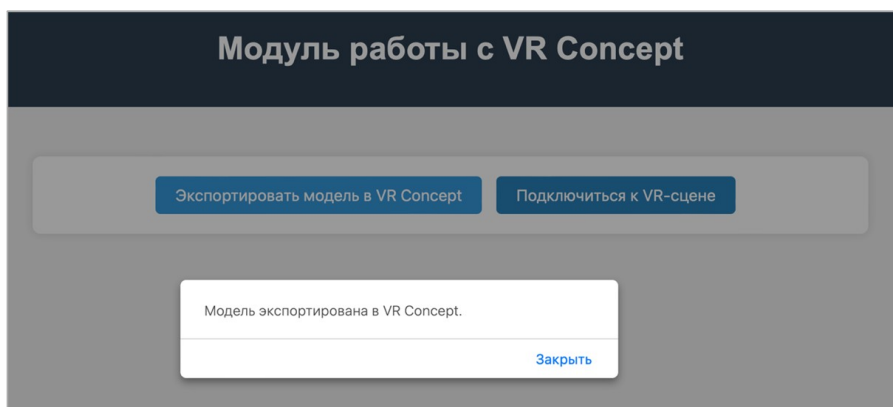 Модуль работы с VR Concept
Экспортировать модель в VR Concept
Подключиться к VR-сцене
Модель экспортирована в VR Concept.
Закрыть